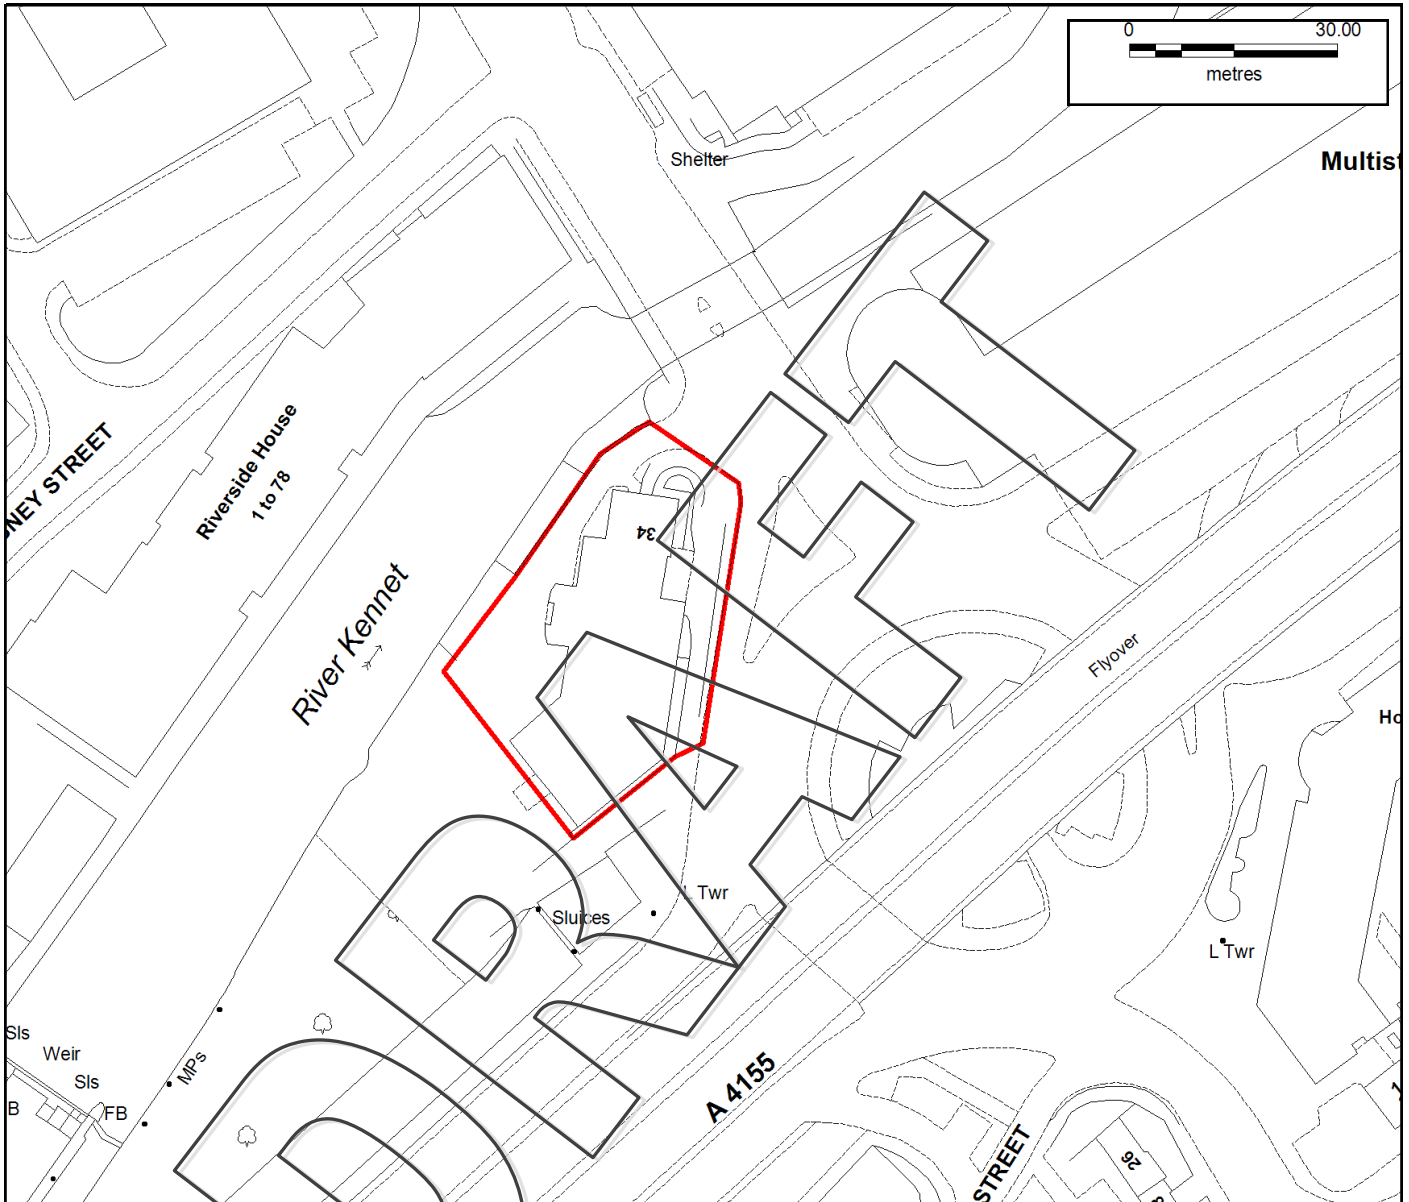 0 30.00
metres
Shelter
Multist
Riverside House
1 to 78
NEY STREET
River Kennet
34
Flyover
Ho
Twr
Sluices
L Twr
Sls
Weir
Sls
MPs
FB
B
A 4155
STREET
26
DRAFT